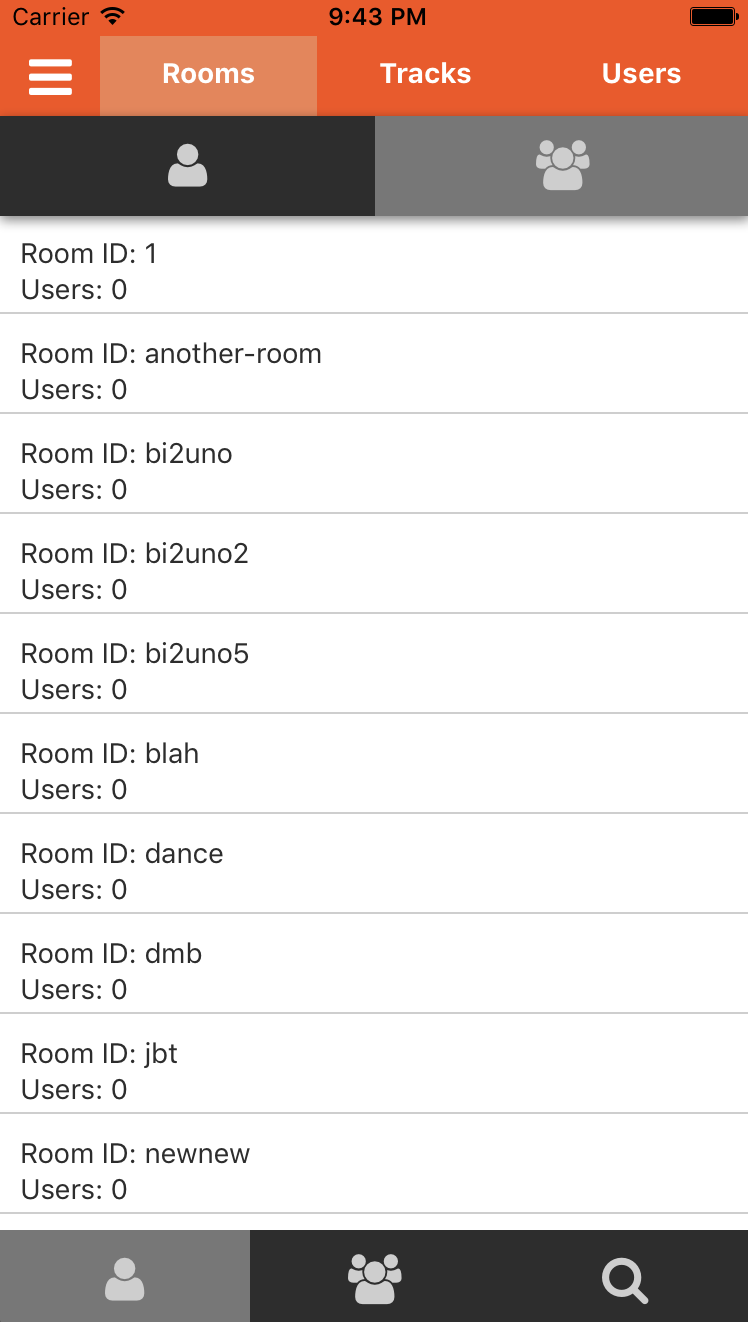 Carrier 9:43 PM
Rooms Tracks Users
Room ID: 1
Users: 0
Room ID: another-room
Users: 0
Room ID: bi2uno
Users: 0
Room ID: bi2uno2
Users: 0
Room ID: bi2uno5
Users: 0
Room ID: blah
Users: 0
Room ID: dance
Users: 0
Room ID: dmb
Users: 0
Room ID: jbt
Users: 0
Room ID: newnew
Users: 0